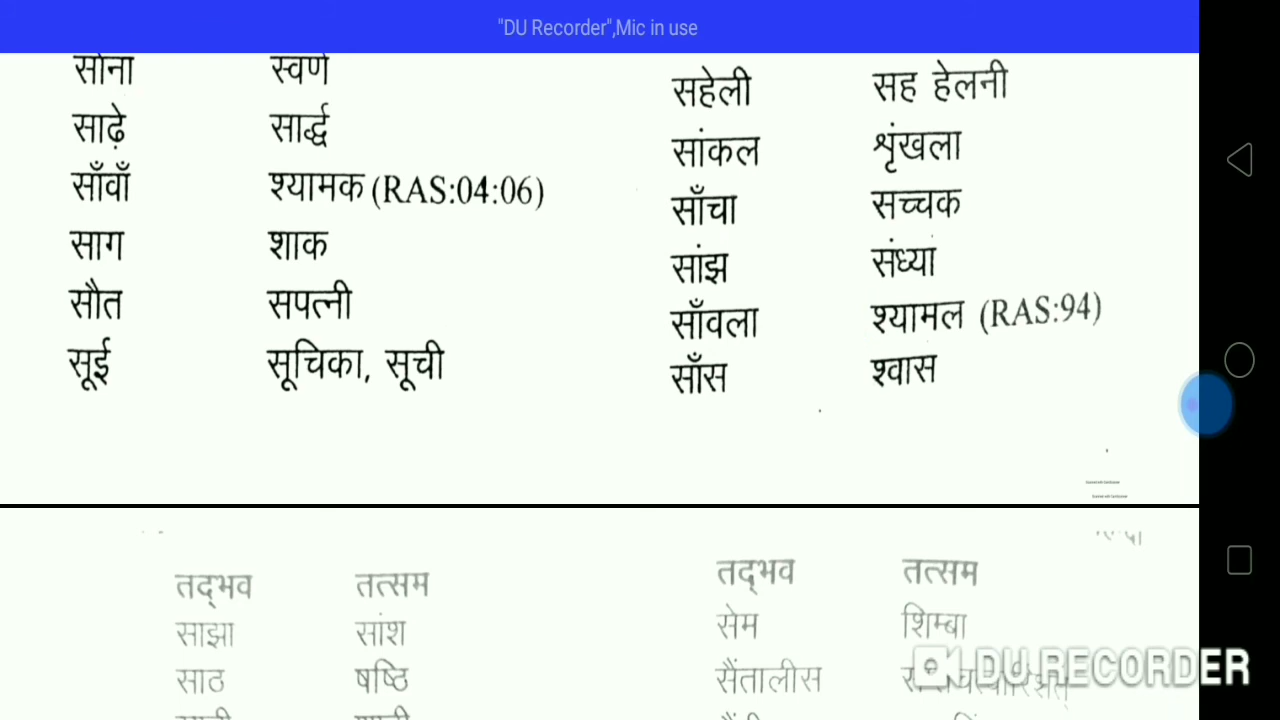 "DU Recorder",Mic in use
सोना स्वर्ण
साढ़े सार्द्ध
साँवाँ श्यामक (RAS:04:06)
साग शाक
सौत सपत्नी
सूई सूचिका, सूची
सहेली सह हेलनी
सांकल शृंखला
साँचा सच्चक
सांझ संध्या
साँवला श्यामल (RAS:94)
साँस श्वास
तद्भव तत्सम
साझा सांश
साठ षष्ठि
तद्भव तत्सम
सेम शिम्बा
सैंतालीस
DU RECORDER